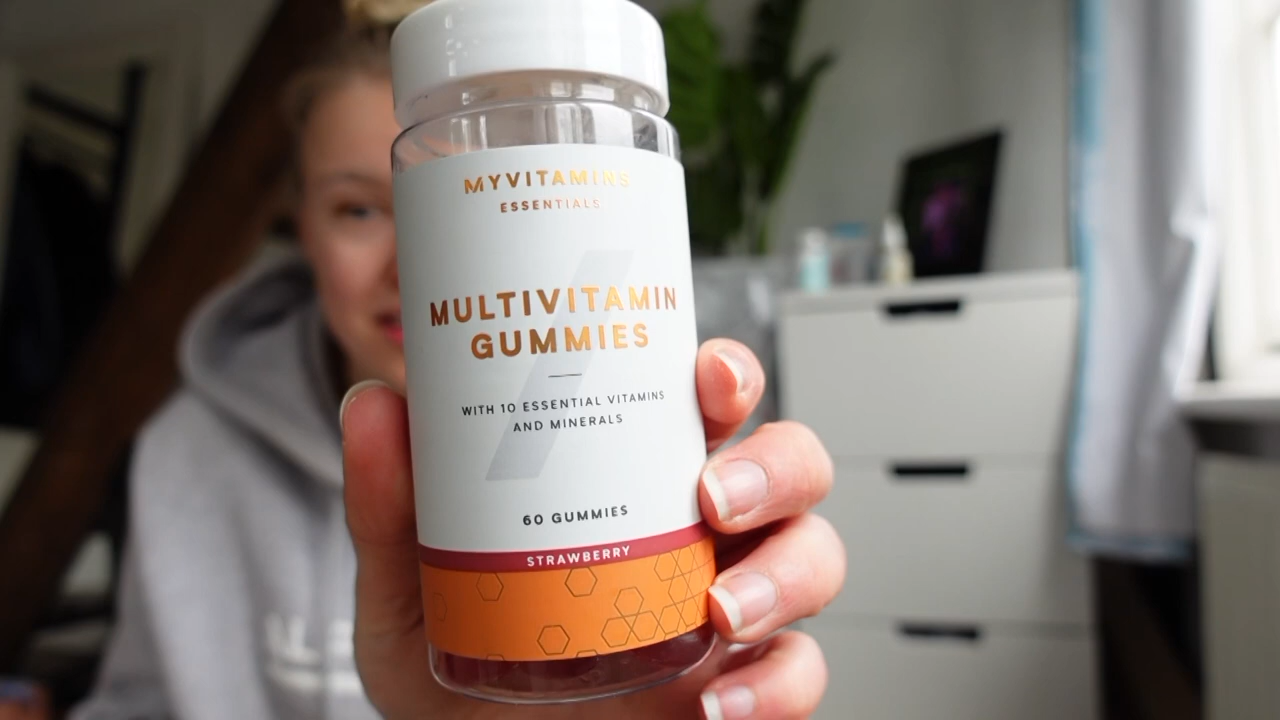 MYVITAMINS
ESSENTIALS
MULTIVITAMIN
GUMMIES
WITH 10 ESSENTIAL VITAMINS
AND MINERALS
60 GUMMIES
STRAWBERRY